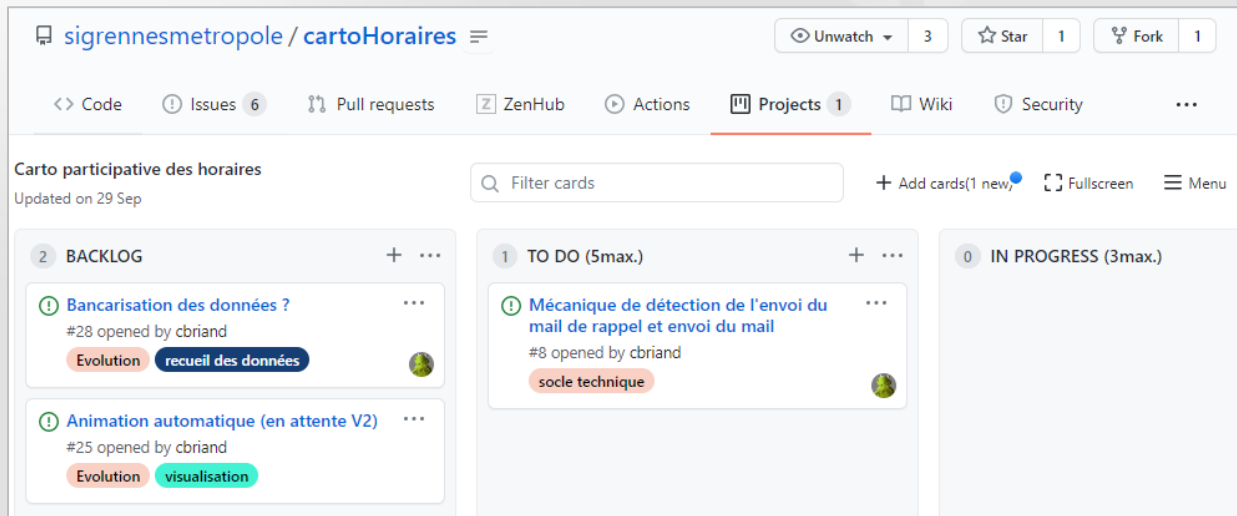 sigrennesmetropole / cartoHoraires
Unwatch 3 Star 1 Fork 1
Code Issues 6 Pull requests Z ZenHub Actions Projects 1 Wiki Security ...
Carto participative des horaires
Updated on 29 Sep
Filter cards
+ Add cards(1 new) Fullscreen Menu
2 BACKLOG + ...
Bancarisation des données ? ...
#28 opened by cbriand
Evolution recueil des données
Animation automatique (en attente V2) ...
#25 opened by cbriand
Evolution visualisation
1 TO DO (5max.) + ...
Mécanique de détection de l'envoi du ...
mail de rappel et envoi du mail
#8 opened by cbriand
socle technique
0 IN PROGRESS (3max.)